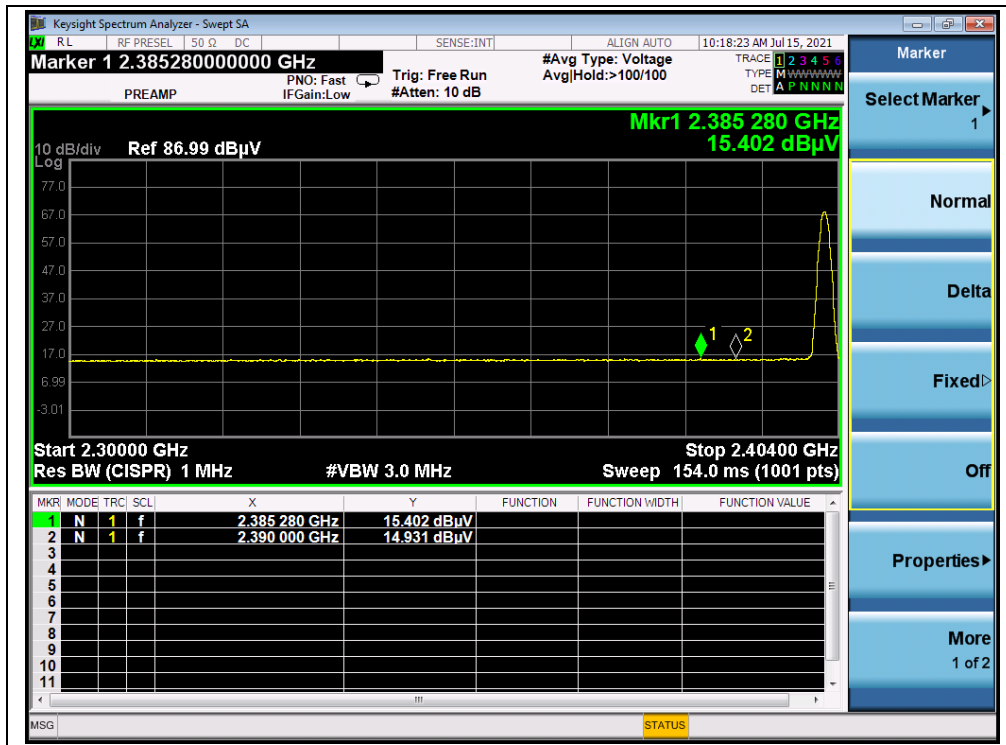 Keysight Spectrum Analyzer - Swept SA
LXI RL RF PRESEL 50 Ω DC SENSE:INT ALIGN AUTO 10:18:23 AM Jul 15, 2021
Marker 1 2.385280000000 GHz
#Avg Type: Voltage
TRACE 1 2 3 4 5 6
PREAMP
PNO: Fast
IFGain:Low
Trig: Free Run
#Atten: 10 dB
Avg|Hold:>100/100
TYPE M W W W W W
DET A P N N N N
Mkr1 2.385 280 GHz
15.402 dBµV
10 dB/div Ref 86.99 dBµV
Log
77.0
67.0
57.0
47.0
37.0
27.0
17.0
6.99
-3.01
1
2
Start 2.30000 GHz Stop 2.40400 GHz
Res BW (CISPR) 1 MHz #VBW 3.0 MHz Sweep 154.0 ms (1001 pts)
MKR MODE TRC SCL X Y FUNCTION FUNCTION WIDTH FUNCTION VALUE
1 N 1 f 2.385 280 GHz 15.402 dBµV
2 N 1 f 2.390 000 GHz 14.931 dBµV
3
4
5
6
7
8
9
10
11
MSG STATUS
Marker
Select Marker
1
Normal
Delta
Fixed
Off
Properties
More
1 of 2